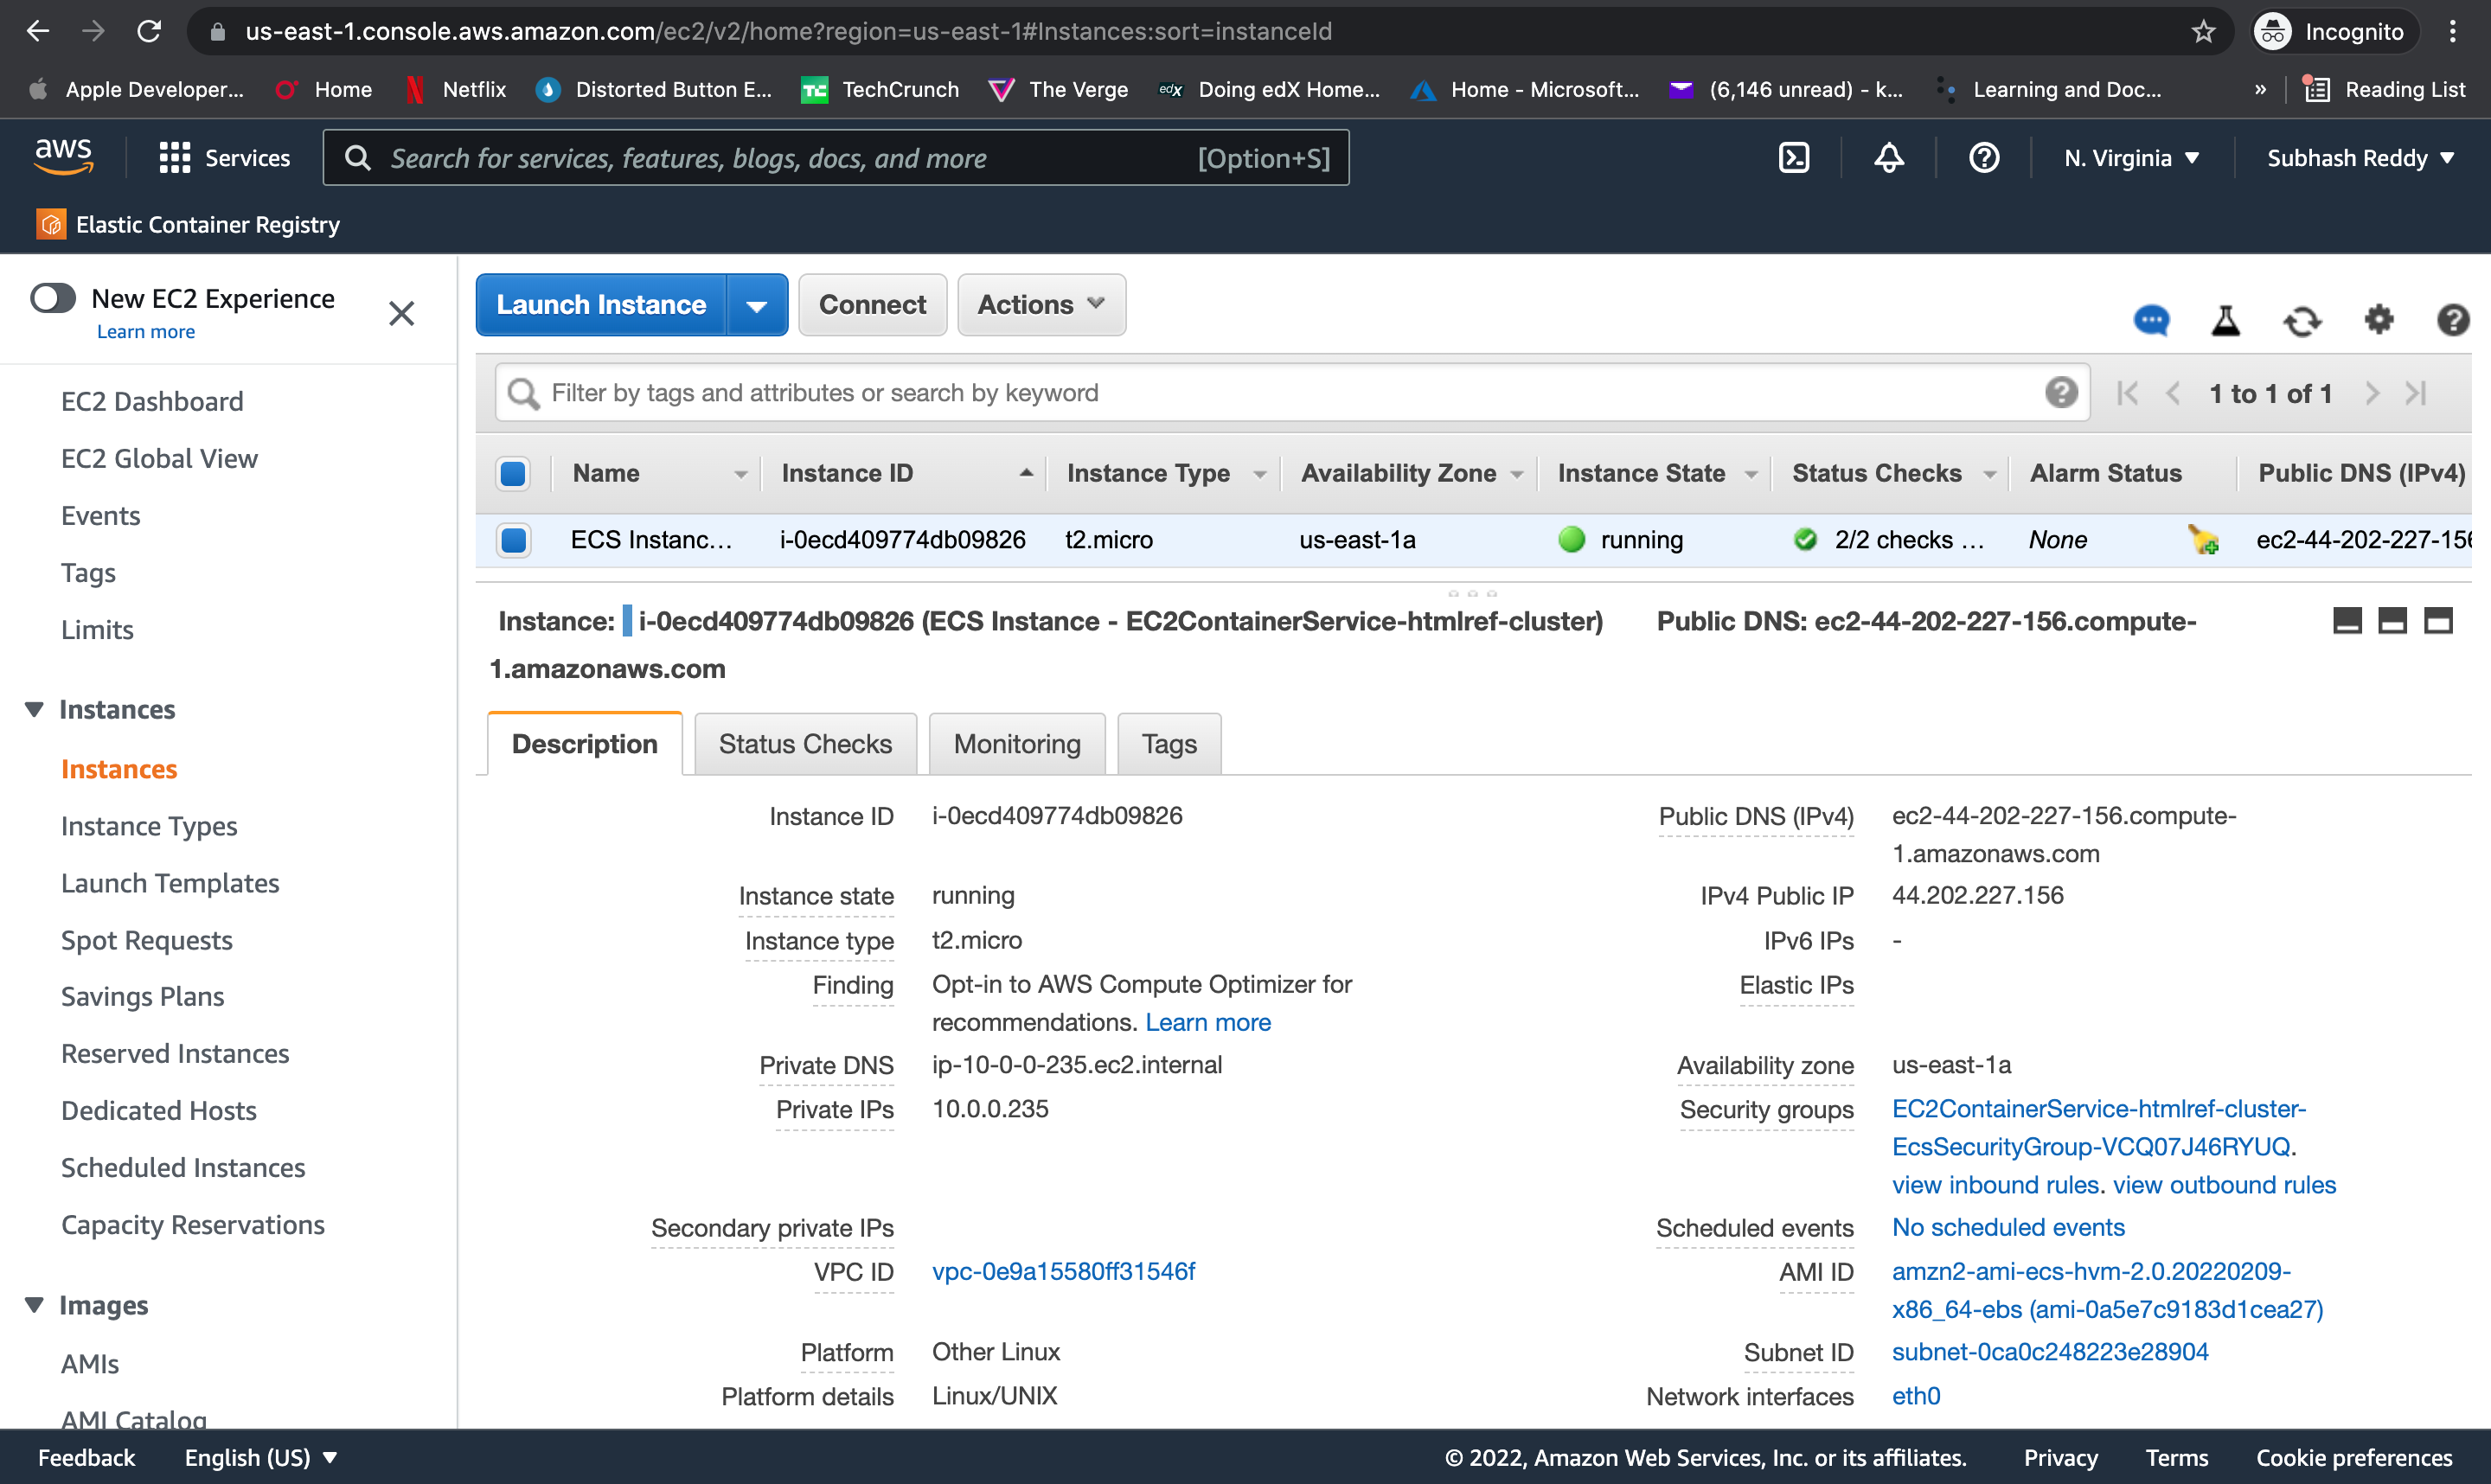 us-east-1.console.aws.amazon.com/ec2/v2/home?region=us-east-1#Instances:sort=instanceId
Incognito
Apple Developer... Home Netflix Distorted Button E... TC TechCrunch The Verge edX Doing edX Home... Home - Microsoft... (6,146 unread) - k... Learning and Doc... » Reading List
aws Services Search for services, features, blogs, docs, and more [Option+S] N. Virginia Subhash Reddy
Elastic Container Registry
New EC2 Experience
Learn more
EC2 Dashboard
EC2 Global View
Events
Tags
Limits
Instances
Instances
Instance Types
Launch Templates
Spot Requests
Savings Plans
Reserved Instances
Dedicated Hosts
Scheduled Instances
Capacity Reservations
Images
AMIs
AMI Catalog
Launch Instance Connect Actions
Filter by tags and attributes or search by keyword 1 to 1 of 1
Name Instance ID Instance Type Availability Zone Instance State Status Checks Alarm Status Public DNS (IPv4)
ECS Instanc... i-0ecd409774db09826 t2.micro us-east-1a running 2/2 checks ... None ec2-44-202-227-156
Instance: i-0ecd409774db09826 (ECS Instance - EC2ContainerService-htmlref-cluster) Public DNS: ec2-44-202-227-156.compute-
1.amazonaws.com
Description Status Checks Monitoring Tags
Instance ID i-0ecd409774db09826
Instance state running
Instance type t2.micro
Finding Opt-in to AWS Compute Optimizer for
recommendations. Learn more
Private DNS ip-10-0-0-235.ec2.internal
Private IPs 10.0.0.235
Secondary private IPs
VPC ID vpc-0e9a15580ff31546f
Platform Other Linux
Platform details Linux/UNIX
Public DNS (IPv4) ec2-44-202-227-156.compute-
1.amazonaws.com
IPv4 Public IP 44.202.227.156
IPv6 IPs -
Elastic IPs
Availability zone us-east-1a
Security groups EC2ContainerService-htmlref-cluster-
EcsSecurityGroup-VCQ07J46RYUQ.
view inbound rules. view outbound rules
Scheduled events No scheduled events
AMI ID amzn2-ami-ecs-hvm-2.0.20220209-
x86_64-ebs (ami-0a5e7c9183d1cea27)
Subnet ID subnet-0ca0c248223e28904
Network interfaces eth0
Feedback English (US) © 2022, Amazon Web Services, Inc. or its affiliates. Privacy Terms Cookie preferences